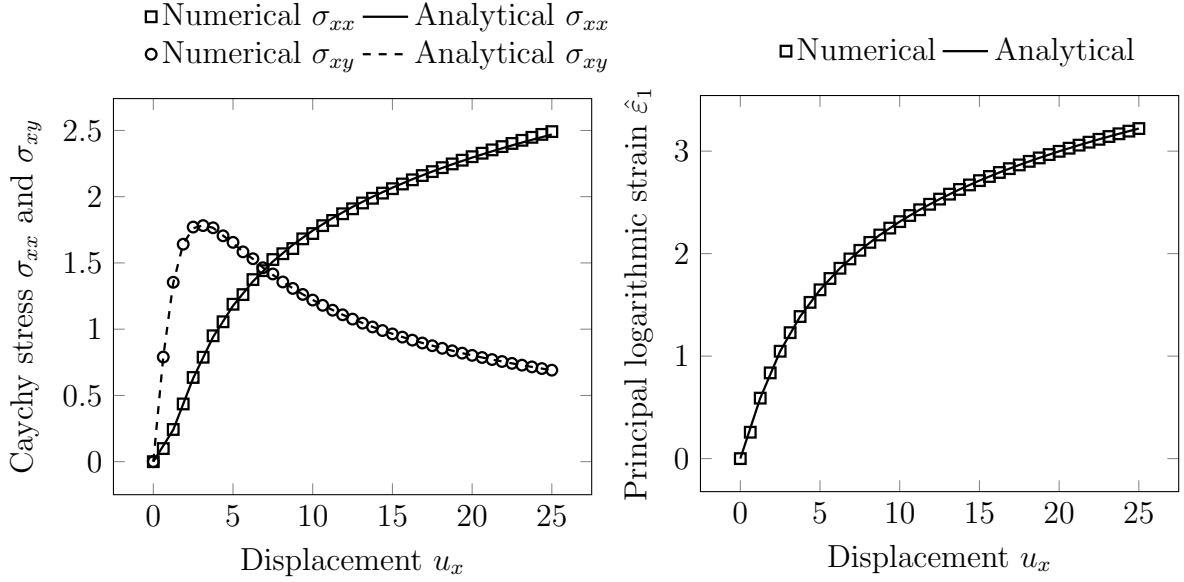 Numerical σxx Analytical σxx
Numerical σxy Analytical σxy
Caychy stress σxx and σxy
2.5
2
1.5
1
0.5
0
0 5 10 15 20 25
Displacement ux
Numerical Analytical
Principal logarithmic strain ε̂1
3
2
1
0
0 5 10 15 20 25
Displacement ux